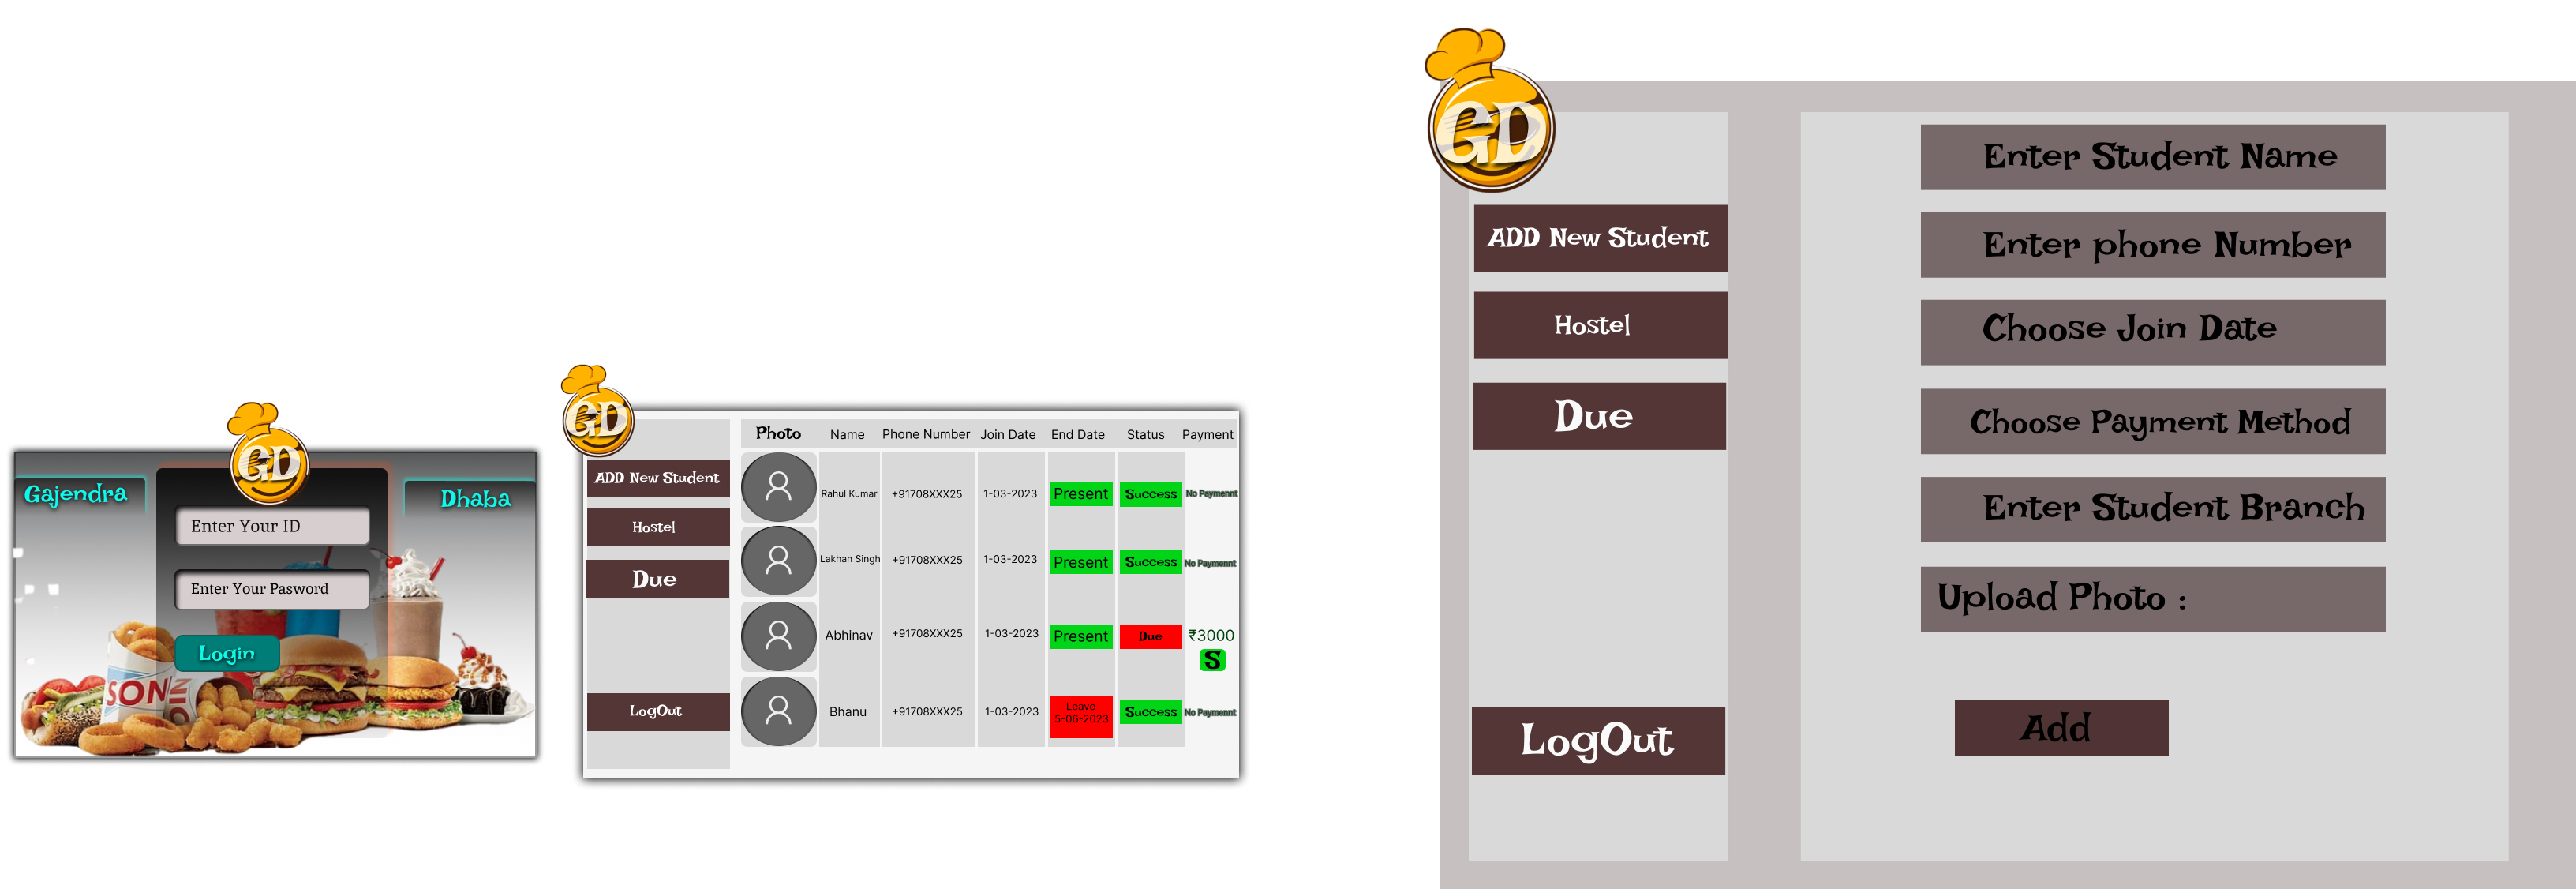 GD
Gajendra
Dhaba
Enter Your ID
Enter Your Pasword
Login
SON
GD
ADD New Student
Hostel
Due
LogOut
Photo Name Phone Number Join Date End Date Status Payment
Rahul Kumar +91708XXX25 1-03-2023 Present Success No Paymennt
Lakhan Singh +91708XXX25 1-03-2023 Present Success No Paymennt
Abhinav +91708XXX25 1-03-2023 Present Due ₹3000
S
Bhanu +91708XXX25 1-03-2023 Leave Success No Paymennt
5-08-2023
GD
ADD New Student
Hostel
Due
LogOut
Enter Student Name
Enter phone Number
Choose Join Date
Choose Payment Method
Enter Student Branch
Upload Photo :
Add